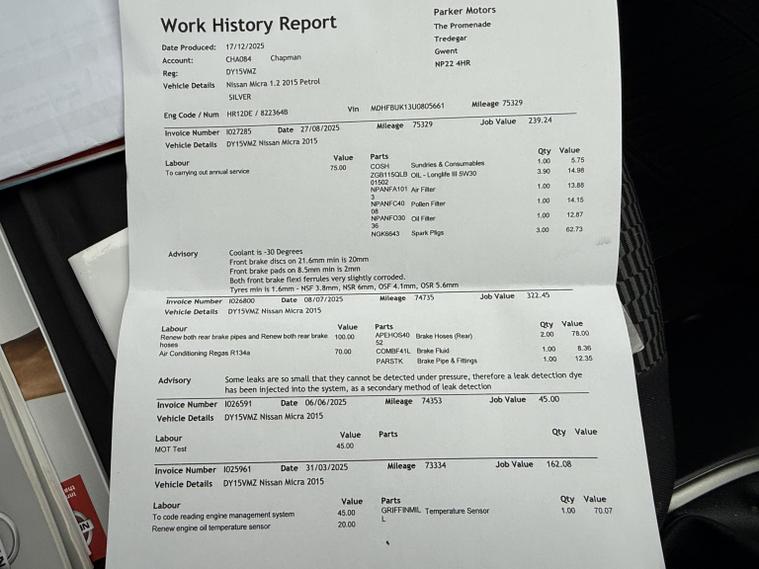 Work History Report
Parker Motors
The Promenade
Tredegar
Gwent
NP22 4HR
Date Produced: 17/12/2025
Account: CHA084 Chapman
Reg: DY15VMZ
Vehicle Details Nissan Micra 1.2 2015 Petrol
SILVER
Eng Code / Num HR12DE / 822364B Vin MDHFBUK13U0805661 Mileage 75329
Invoice Number I027285 Date 27/08/2025 Mileage 75329 Job Value 239.24
Vehicle Details DY15VMZ Nissan Micra 2015
Labour Value Parts Qty Value
To carrying out annual service 75.00 COSH Sundries & Consumables 1.00 5.75
ZGB115QLB OIL - Longlife III 5W30 3.90 14.98
01502
NPANFA101 Air Filter 1.00 13.88
3
NPANFC40 Pollen Filter 1.00 14.15
08
NPANFO30 Oil Filter 1.00 12.87
36
NGK6643 Spark Plgs 3.00 62.73
Advisory Coolant is -30 Degrees
Front brake discs on 21.6mm min is 20mm
Front brake pads on 8.5mm min is 2mm
Both front brake flexi ferrules very slightly corroded.
Tyres min is 1.6mm - NSF 3.8mm, NSR 6mm, OSF 4.1mm, OSR 5.6mm
Invoice Number I026800 Date 08/07/2025 Mileage 74735 Job Value 322.45
Vehicle Details DY15VMZ Nissan Micra 2015
Labour Value Parts Qty Value
Renew both rear brake pipes and Renew both rear brake 100.00 APEHOS40 Brake Hoses (Rear) 2.00 78.00
hoses 52
Air Conditioning Regas R134a 70.00 COMBF41L Brake Fluid 1.00 8.36
PARSTK Brake Pipe & Fittings 1.00 12.35
Advisory Some leaks are so small that they cannot be detected under pressure, therefore a leak detection dye
has been injected into the system, as a secondary method of leak detection
Invoice Number I026591 Date 06/06/2025 Mileage 74353 Job Value 45.00
Vehicle Details DY15VMZ Nissan Micra 2015
Labour Value Parts Qty Value
MOT Test 45.00
Invoice Number I025961 Date 31/03/2025 Mileage 73334 Job Value 162.08
Vehicle Details DY15VMZ Nissan Micra 2015
Labour Value Parts Qty Value
To code reading engine management system 45.00 GRIFFINMIL Temperature Sensor 1.00 70.07
L
Renew engine oil temperature sensor 20.00